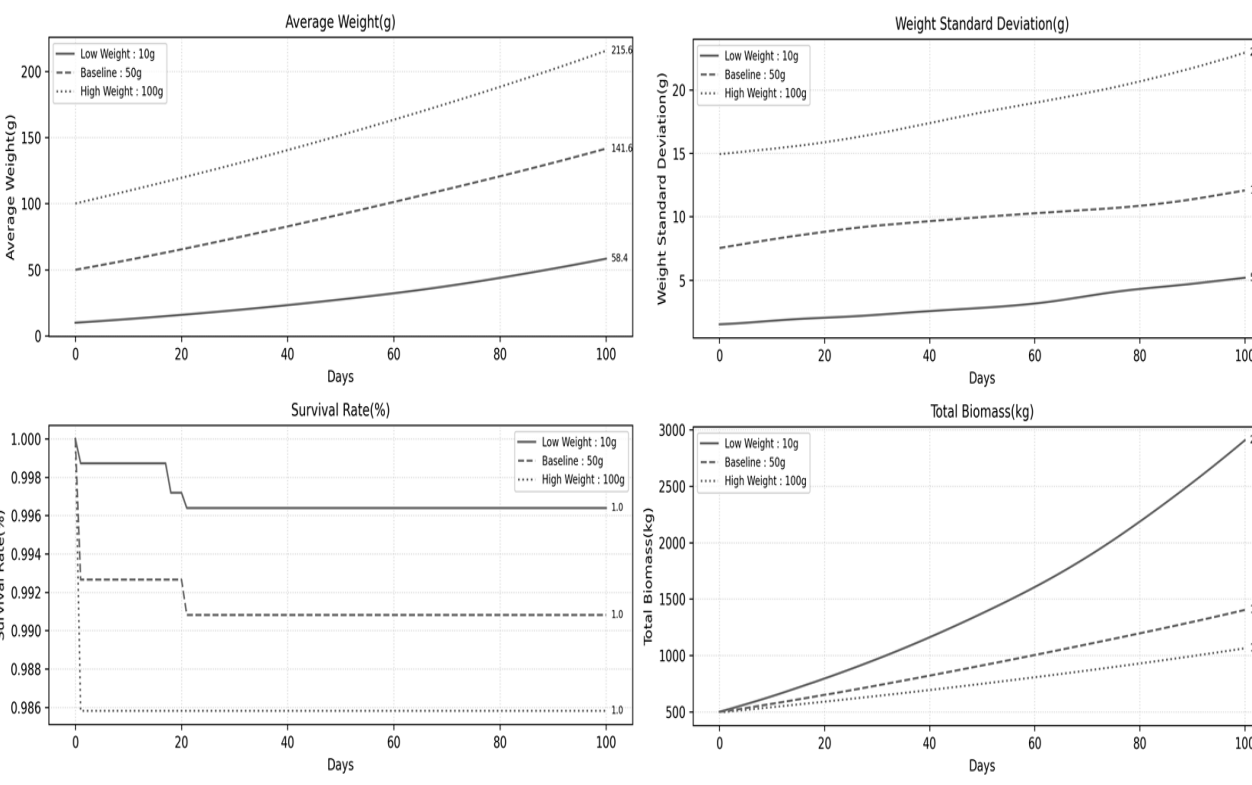 Average Weight(g)
Average Weight(g)
Low Weight : 10g
Baseline : 50g
High Weight : 100g
200
150
100
50
0
215.6
141.6
58.4
0 20 40 60 80 100
Days
Weight Standard Deviation(g)
Weight Standard Deviation(g)
Low Weight : 10g
Baseline : 50g
High Weight : 100g
20
15
10
5
0 20 40 60 80 100
Days
Survival Rate(%)
Survival Rate(%)
Low Weight : 10g
Baseline : 50g
High Weight : 100g
1.000
0.998
0.996
0.994
0.992
0.990
0.988
0.986
1.0
1.0
1.0
0 20 40 60 80 100
Days
Total Biomass(kg)
Total Biomass(kg)
Low Weight : 10g
Baseline : 50g
High Weight : 100g
3000
2500
2000
1500
1000
500
0 20 40 60 80 100
Days